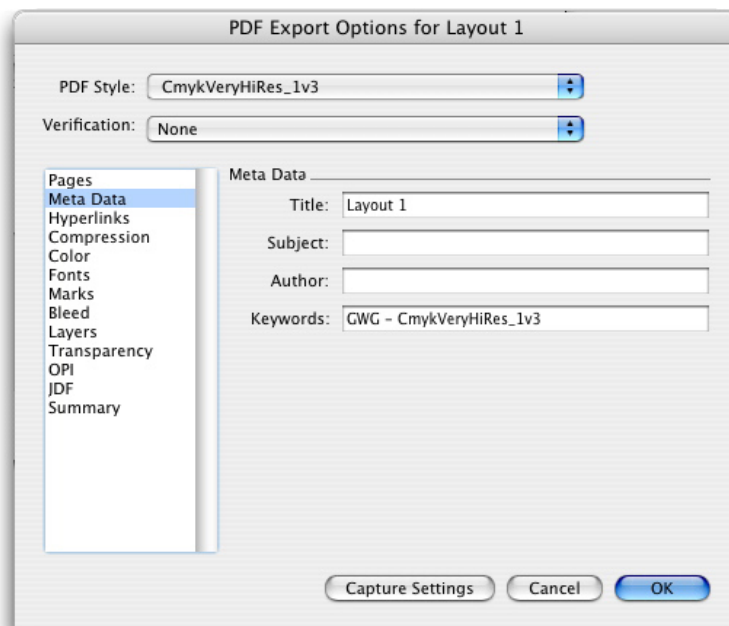 PDF Export Options for Layout 1
PDF Style: CmykVeryHiRes_1v3
Verification: None
Pages
Meta Data
Hyperlinks
Compression
Color
Fonts
Marks
Bleed
Layers
Transparency
OPI
JDF
Summary
Meta Data
Title: Layout 1
Subject:
Author:
Keywords: GWG - CmykVeryHiRes_1v3
Capture Settings
Cancel
OK